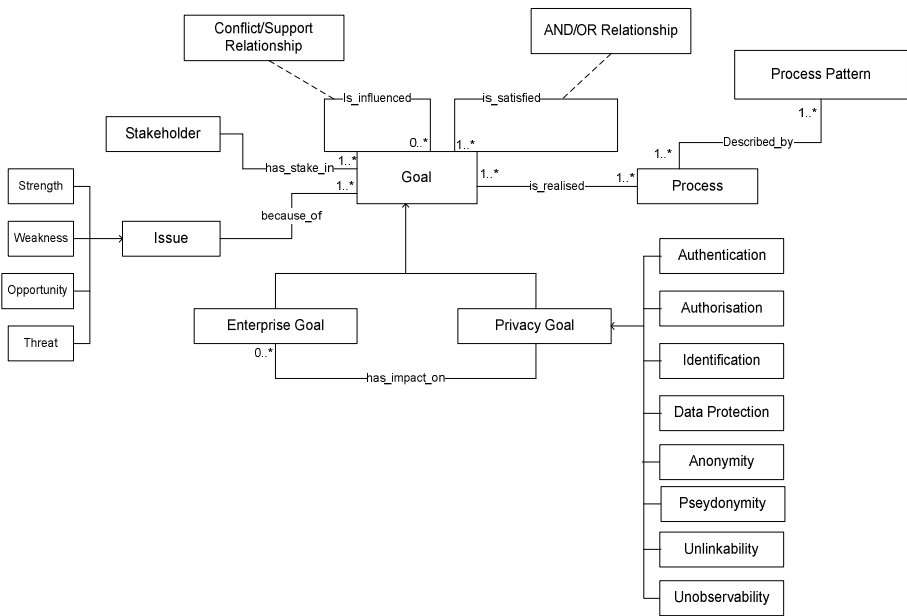 Conflict/Support
Relationship
AND/OR Relationship
Process Pattern
Is_influenced
is_satisfied
1..*
Stakeholder
0..*
1..*
Described_by
1..*
has_stake_in
1..*
Goal
1..*
is_realised
1..*
Process
Strength
1..*
because_of
Weakness
Issue
Opportunity
Threat
Enterprise Goal
Privacy Goal
0..*
has_impact_on
Authentication
Authorisation
Identification
Data Protection
Anonymity
Pseydonymity
Unlinkability
Unobservability